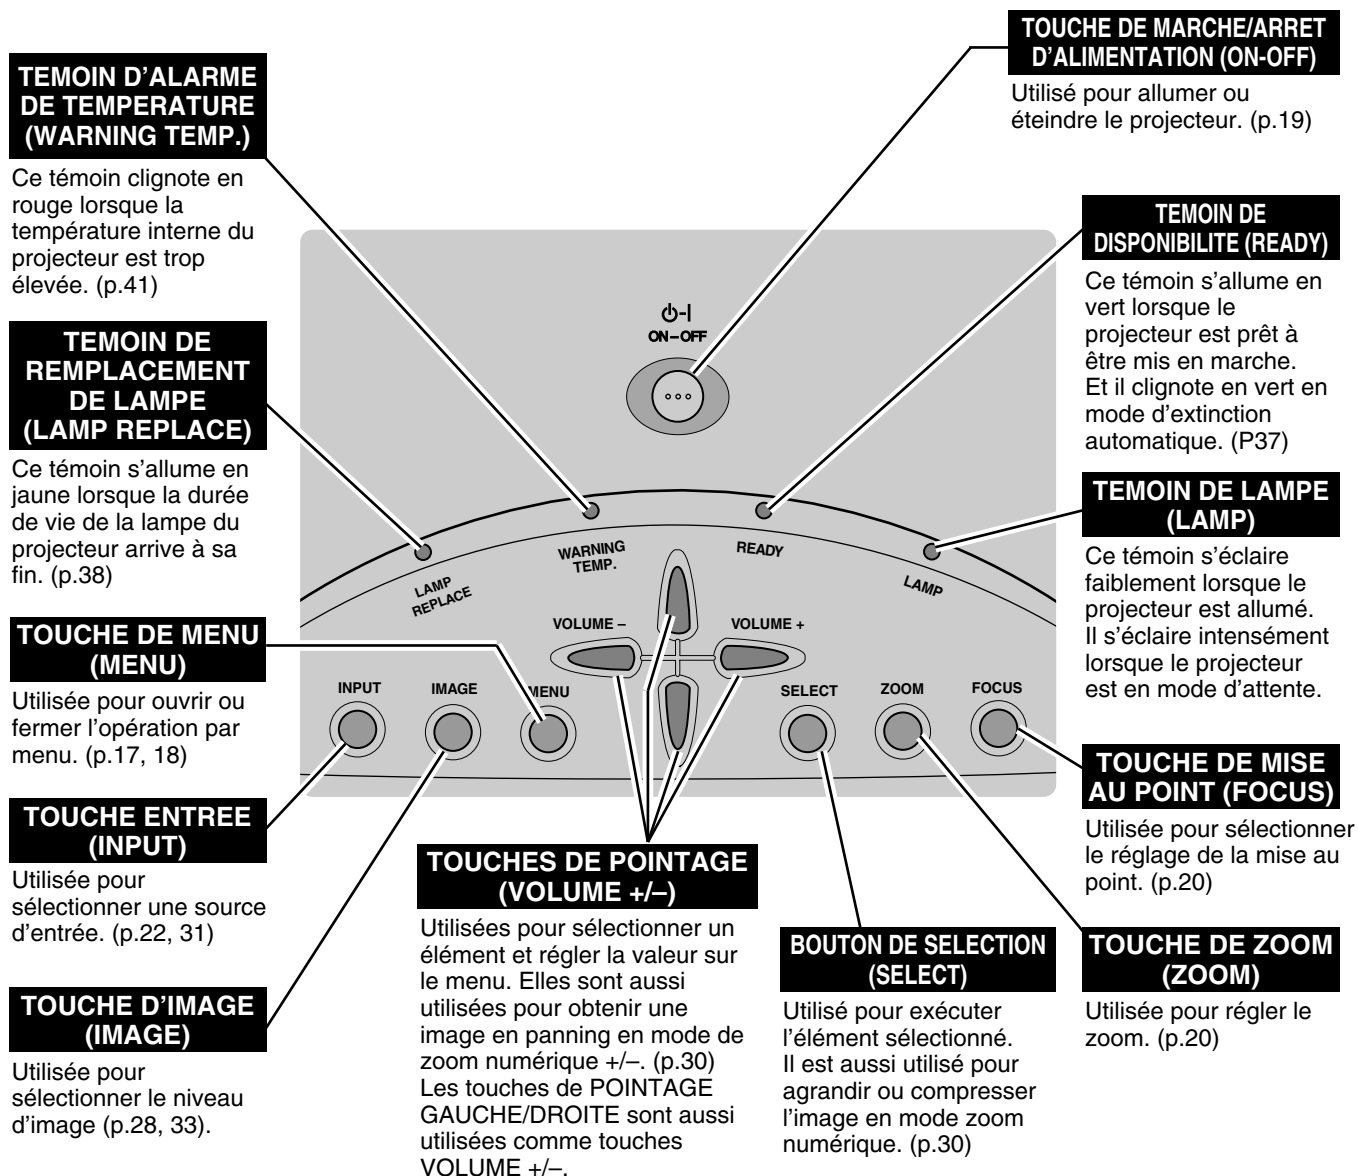 TOUCHE DE MARCHE/ARRET
D'ALIMENTATION (ON-OFF)
Utilisé pour allumer ou
éteindre le projecteur. (p.19)
TEMOIN D'ALARME
DE TEMPERATURE
(WARNING TEMP.)
Ce témoin clignote en
rouge lorsque la
température interne du
projecteur est trop
élevée. (p.41)
TEMOIN DE
DISPONIBILITE (READY)
Ce témoin s'allume en
vert lorsque le
projecteur est prêt à
être mis en marche.
Et il clignote en vert en
mode d'extinction
automatique. (P37)
TEMOIN DE
REMPLACEMENT
DE LAMPE
(LAMP REPLACE)
Ce témoin s'allume en
jaune lorsque la durée
de vie de la lampe du
projecteur arrive à sa
fin. (p.38)
TEMOIN DE LAMPE
(LAMP)
Ce témoin s'éclaire
faiblement lorsque le
projecteur est allumé.
Il s'éclaire intensément
lorsque le projecteur
est en mode d'attente.
ON–OFF
LAMP
REPLACE
WARNING
TEMP.
READY
LAMP
VOLUME –
VOLUME +
INPUT
IMAGE
MENU
SELECT
ZOOM
FOCUS
TOUCHE DE MENU
(MENU)
Utilisée pour ouvrir ou
fermer l'opération par
menu. (p.17, 18)
TOUCHE ENTREE
(INPUT)
Utilisée pour
sélectionner une source
d'entrée. (p.22, 31)
TOUCHE D'IMAGE
(IMAGE)
Utilisée pour
sélectionner le niveau
d'image (p.28, 33).
TOUCHES DE POINTAGE
(VOLUME +/–)
Utilisées pour sélectionner un
élément et régler la valeur sur
le menu. Elles sont aussi
utilisées pour obtenir une
image en panning en mode de
zoom numérique +/–. (p.30)
Les touches de POINTAGE
GAUCHE/DROITE sont aussi
utilisées comme touches
VOLUME +/–.
BOUTON DE SELECTION
(SELECT)
Utilisé pour exécuter
l'élément sélectionné.
Il est aussi utilisé pour
agrandir ou compresser
l'image en mode zoom
numérique. (p.30)
TOUCHE DE MISE
AU POINT (FOCUS)
Utilisée pour sélectionner
le réglage de la mise au
point. (p.20)
TOUCHE DE ZOOM
(ZOOM)
Utilisée pour régler le
zoom. (p.20)